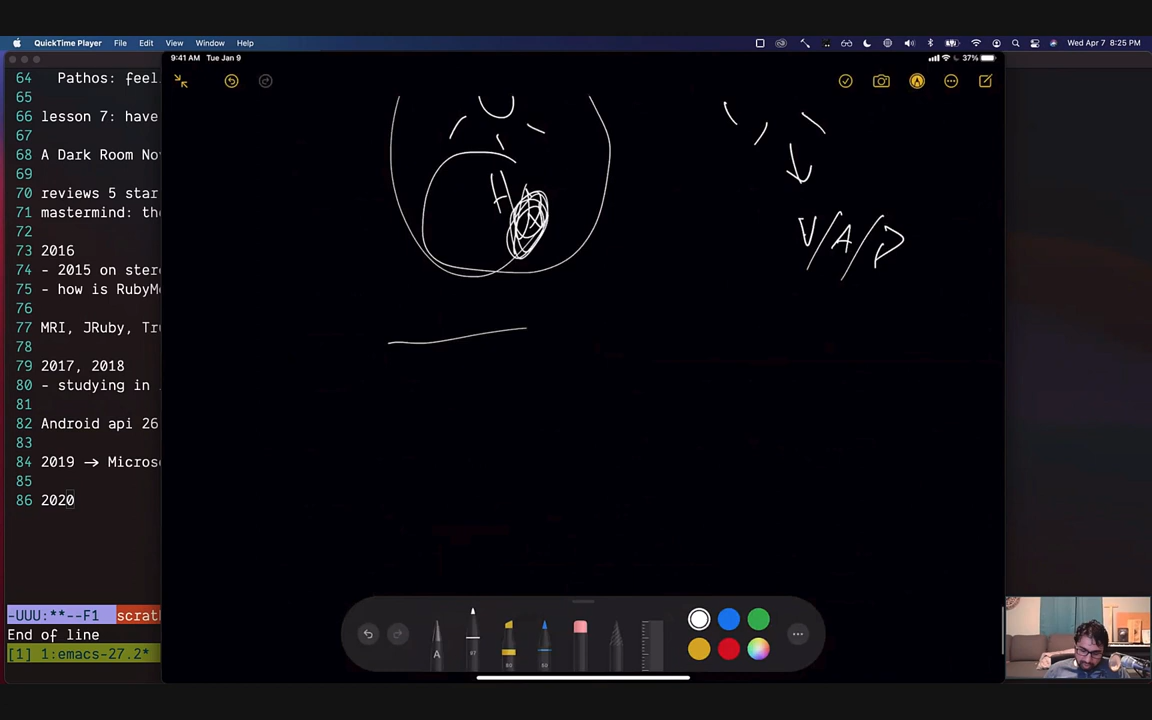 QuickTime Player File Edit View Window Help Wed Apr 7 8:25 PM
9:41 AM Tue Jan 9 37%
64 Pathos: feel
65
66 lesson 7: have
67
68 A Dark Room No
69
70 reviews 5 star
71 mastermind: the
72
73 2016
74 - 2015 on ster
75 - how is RubyM
76
77 MRI, JRuby, Tr
78
79 2017, 2018
80 - studying in
81
82 Android api 26
83
84 2019 → Micros
85
86 2020
H
V/A/D
A 97 80 68
-UUU:**--F1 scrat
End of line
[1] 1:emacs-27.2*